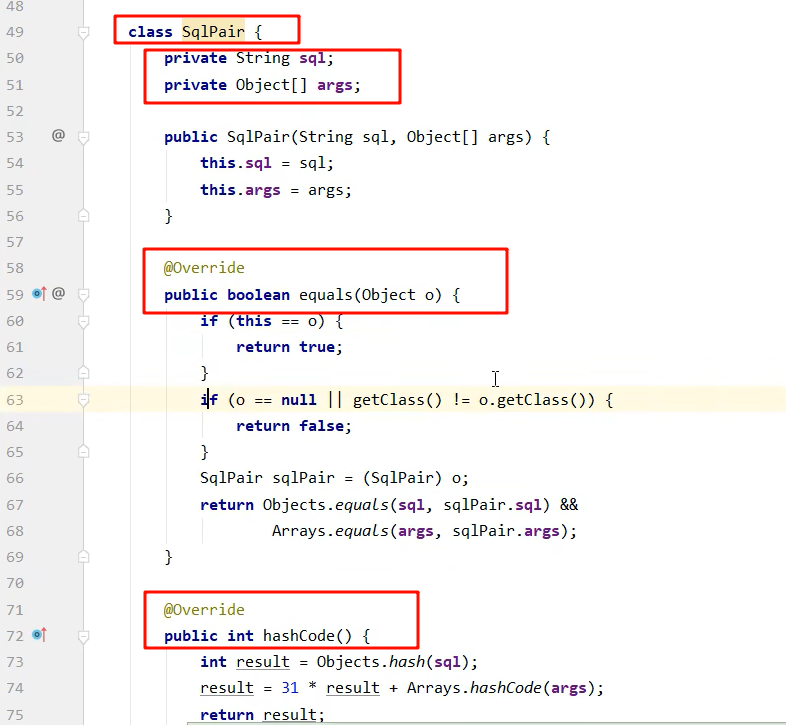 48
49 class SqlPair {
50 private String sql;
51 private Object[] args;
52
53 @ public SqlPair(String sql, Object[] args) {
54 this.sql = sql;
55 this.args = args;
56 }
57
58 @Override
59 @ public boolean equals(Object o) {
60 if (this == o) {
61 return true;
62 }
63 if (o == null || getClass() != o.getClass()) {
64 return false;
65 }
66 SqlPair sqlPair = (SqlPair) o;
67 return Objects.equals(sql, sqlPair.sql) &&
68 Arrays.equals(args, sqlPair.args);
69 }
70
71 @Override
72 public int hashCode() {
73 int result = Objects.hash(sql);
74 result = 31 * result + Arrays.hashCode(args);
75 return result;